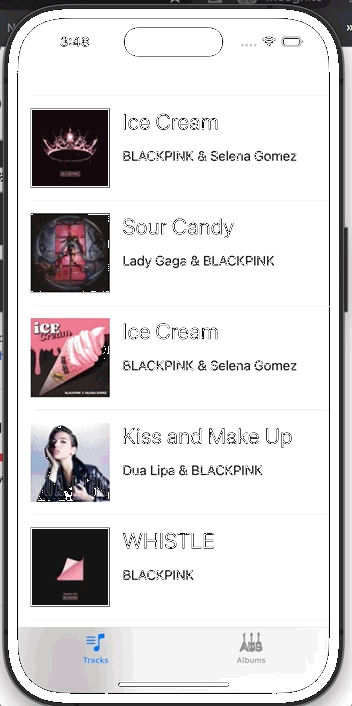 3:48
Ice Cream
BLACKPINK & Selena Gomez
Sour Candy
Lady Gaga & BLACKPINK
iCE
Cream
Ice Cream
BLACKPINK & Selena Gomez
Kiss and Make Up
Dua Lipa & BLACKPINK
WHISTLE
BLACKPINK
Tracks
Albums